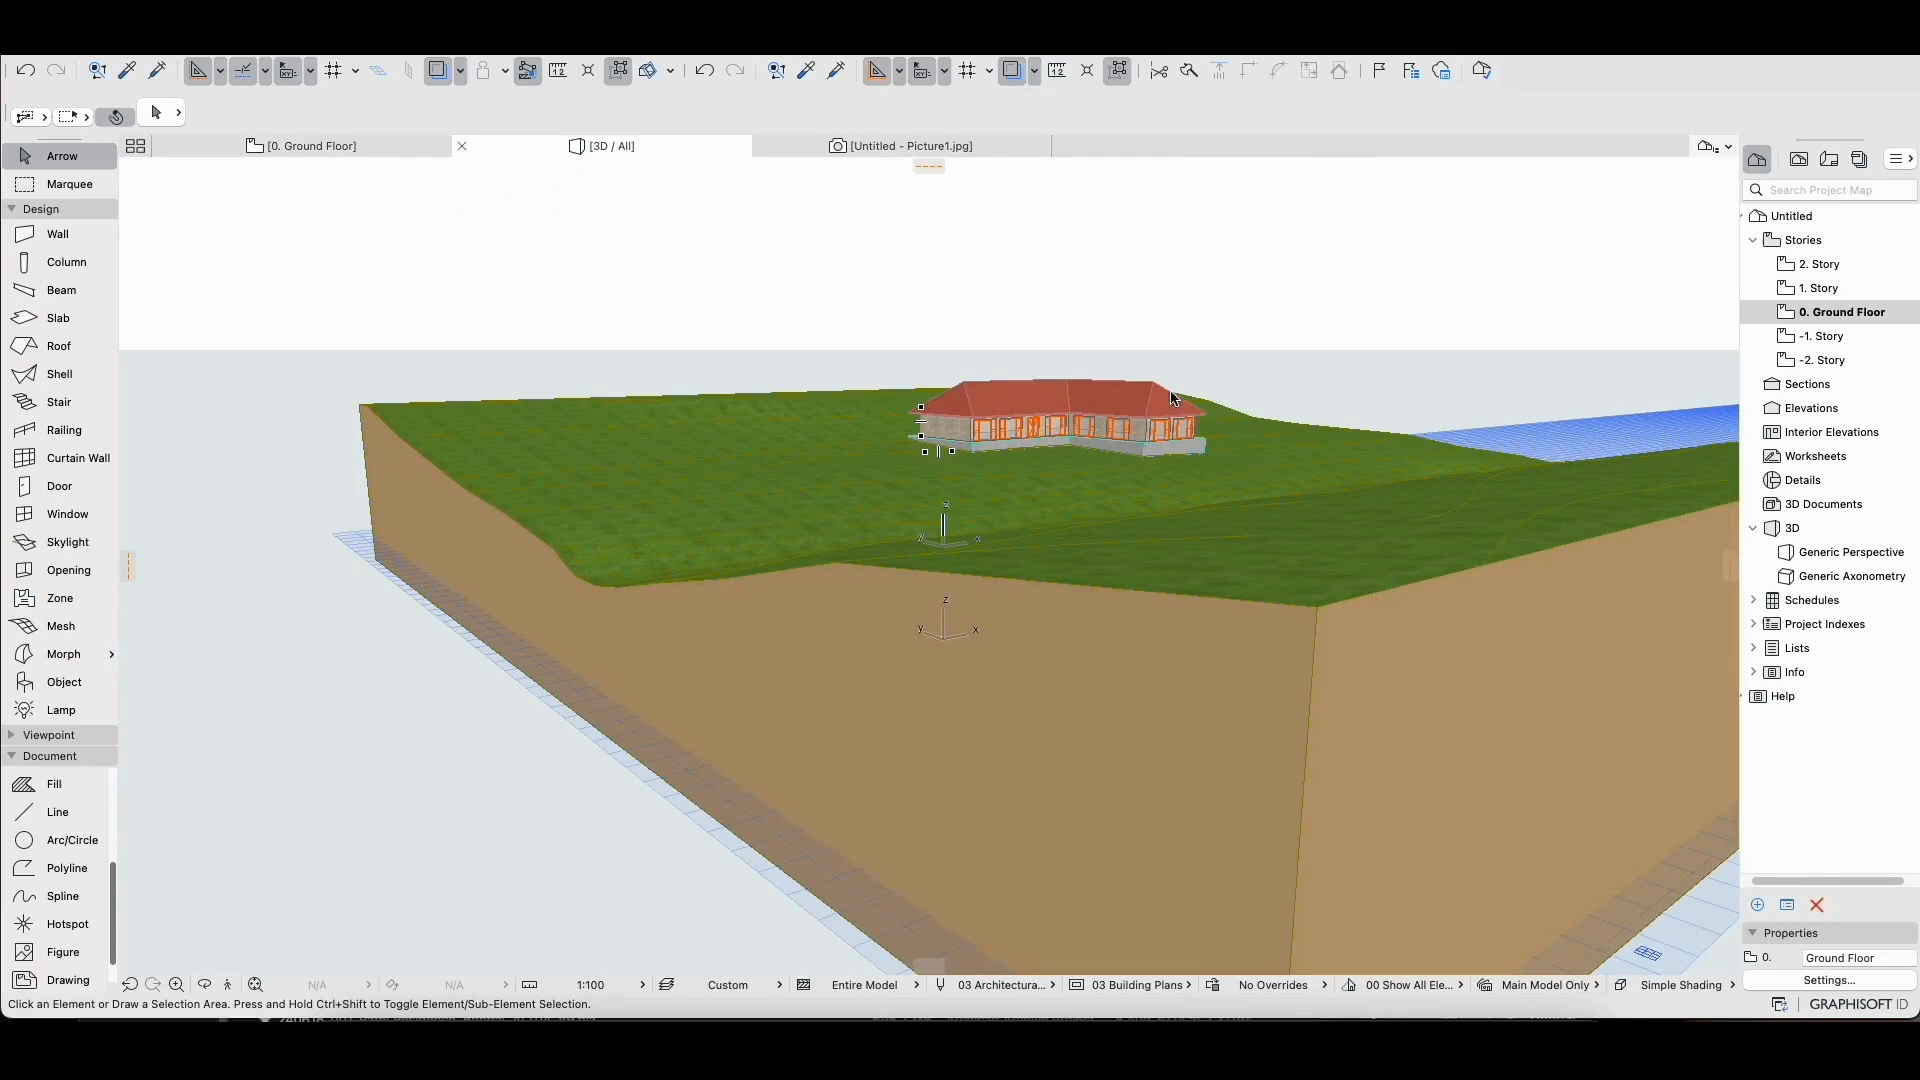 [0. Ground Floor]
[3D / All]
[Untitled - Picture1.jpg]
Arrow
Marquee
Design
Wall
Column
Beam
Slab
Roof
Shell
Stair
Railing
Curtain Wall
Door
Window
Skylight
Opening
Zone
Mesh
Morph
Object
Lamp
Viewpoint
Document
Fill
Line
Arc/Circle
Polyline
Spline
Hotspot
Figure
Drawing
z
y
x
z
y
x
Search Project Map
Untitled
Stories
2. Story
1. Story
0. Ground Floor
-1. Story
-2. Story
Sections
Elevations
Interior Elevations
Worksheets
Details
3D Documents
3D
Generic Perspective
Generic Axonometry
Schedules
Project Indexes
Lists
Info
Help
Properties
0.
Ground Floor
Settings...
N/A
N/A
1:100
Custom
Entire Model
03 Architectura...
03 Building Plans
No Overrides
00 Show All Ele...
Main Model Only
Simple Shading
Click an Element or Draw a Selection Area. Press and Hold Ctrl+Shift to Toggle Element/Sub-Element Selection.
GRAPHISOFT ID